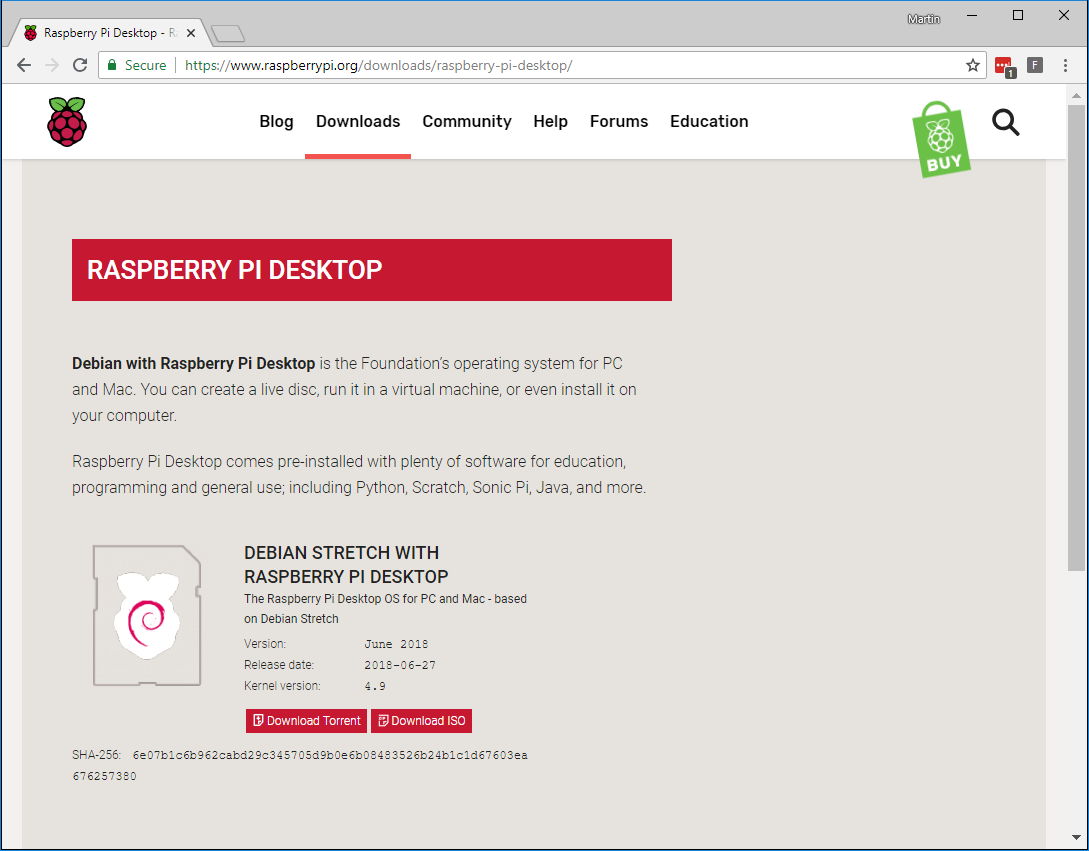 Martin
Raspberry Pi Desktop - Ra
Secure
https://www.raspberrypi.org/downloads/raspberry-pi-desktop/
1
F
Blog Downloads Community Help Forums Education
BUY
RASPBERRY PI DESKTOP
Debian with Raspberry Pi Desktop is the Foundation’s operating system for PC
and Mac. You can create a live disc, run it in a virtual machine, or even install it on
your computer.
Raspberry Pi Desktop comes pre-installed with plenty of software for education,
programming and general use; including Python, Scratch, Sonic Pi, Java, and more.
DEBIAN STRETCH WITH
RASPBERRY PI DESKTOP
The Raspberry Pi Desktop OS for PC and Mac - based
on Debian Stretch
Version: June 2018
Release date: 2018-06-27
Kernel version: 4.9
Download Torrent Download ISO
SHA-256: 6e07b1c6b962cabd29c345705d9b0e6b08483526b24b1c1d67603ea
676257380